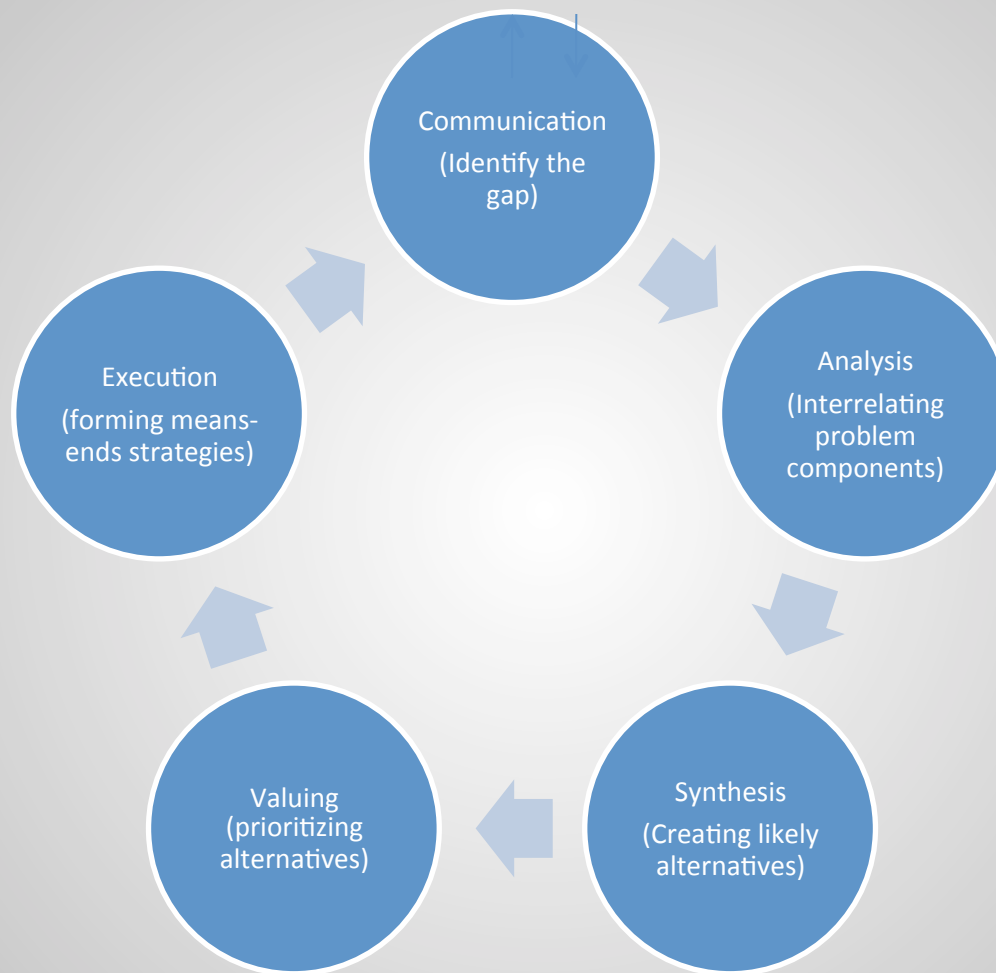 Communication
(Identify the
gap)
Analysis
(Interrelating
problem
components)
Synthesis
(Creating likely
alternatives)
Valuing
(prioritizing
alternatives)
Execution
(forming means-
ends strategies)